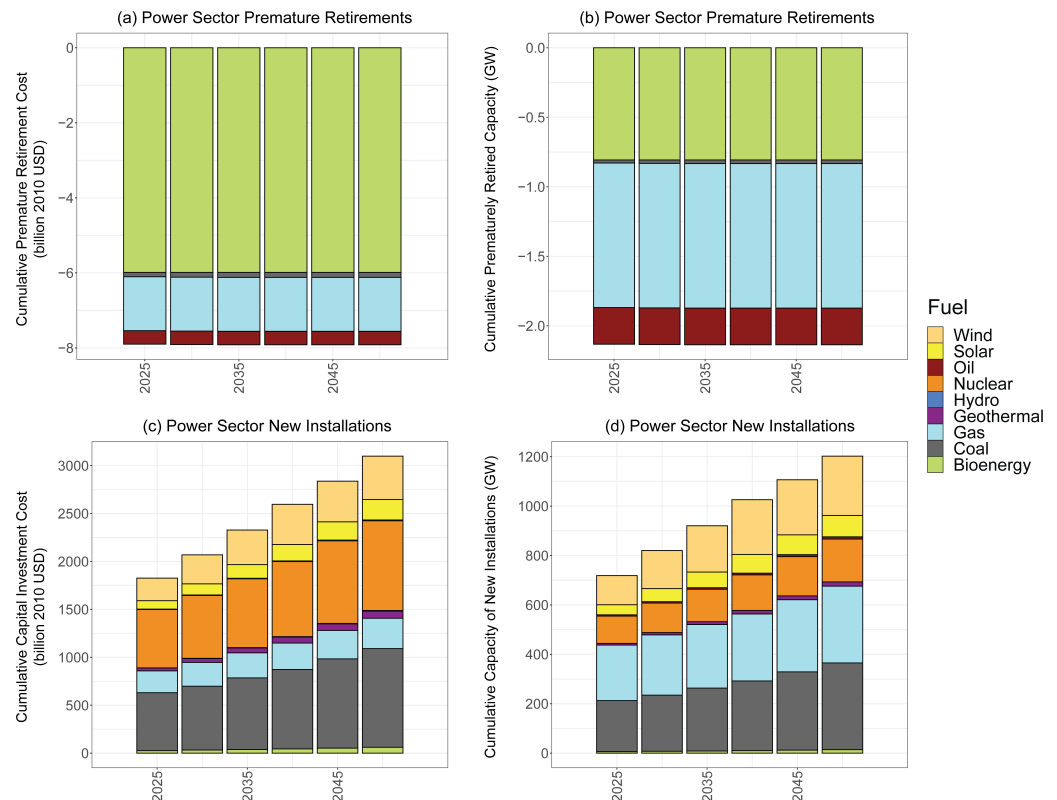 (a) Power Sector Premature Retirements
Cumulative Premature Retirement Cost
(billion 2010 USD)
0
−2
−4
−6
−8
2025
2035
2045
(b) Power Sector Premature Retirements
Cumulative Prematurely Retired Capacity (GW)
0.0
−0.5
−1.0
−1.5
−2.0
2025
2035
2045
(c) Power Sector New Installations
Cumulative Capital Investment Cost
(billion 2010 USD)
3000
2500
2000
1500
1000
500
0
2025
2035
2045
(d) Power Sector New Installations
Cumulative Capacity of New Installations (GW)
1200
1000
800
600
400
200
0
2025
2035
2045
Fuel
Wind
Solar
Oil
Nuclear
Hydro
Geothermal
Gas
Coal
Bioenergy